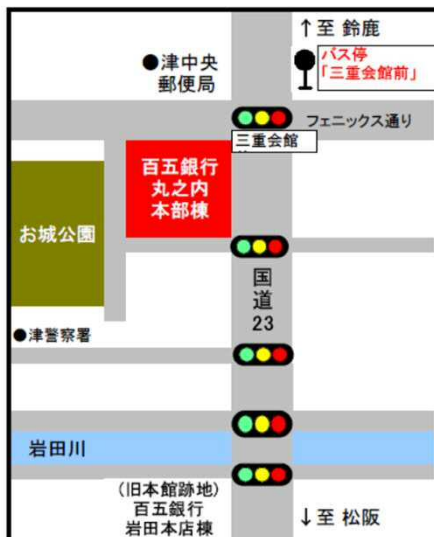 ↑至 鈴鹿
バス停
「三重会館前」
●津中央
郵便局
フェニックス通り
三重会館
百五銀行
丸之内
本部棟
お城公園
国道23
●津警察署
岩田川
（旧本館跡地）
百五銀行
岩田本店棟
↓至 松阪